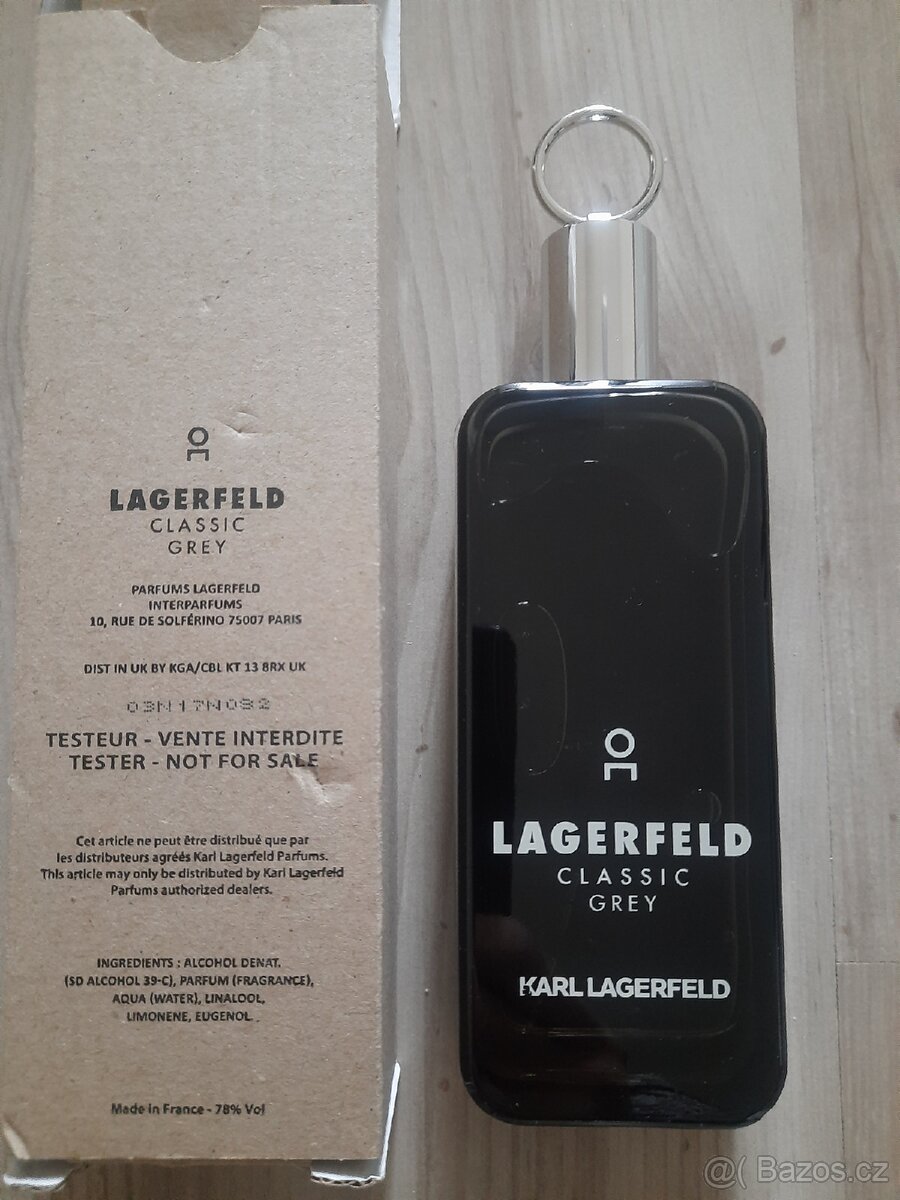 LAGERFELD
CLASSIC
GREY
PARFUMS LAGERFELD
INTERPARFUMS
10, RUE DE SOLFÉRINO 75007 PARIS
DIST IN UK BY KGA/CBL KT 13 8RX UK
03N17N082
TESTEUR - VENTE INTERDITE
TESTER - NOT FOR SALE
Cet article ne peut être distribué que par
les distributeurs agréés Karl Lagerfeld Parfums.
This article may only be distributed by Karl Lagerfeld
Parfums authorized dealers.
INGREDIENTS : ALCOHOL DENAT.
(SD ALCOHOL 39-C), PARFUM (FRAGRANCE),
AQUA (WATER), LINALOOL,
LIMONENE, EUGENOL.
Made in France - 78% Vol
LAGERFELD
CLASSIC
GREY
KARL LAGERFELD
@( Bazos.cz